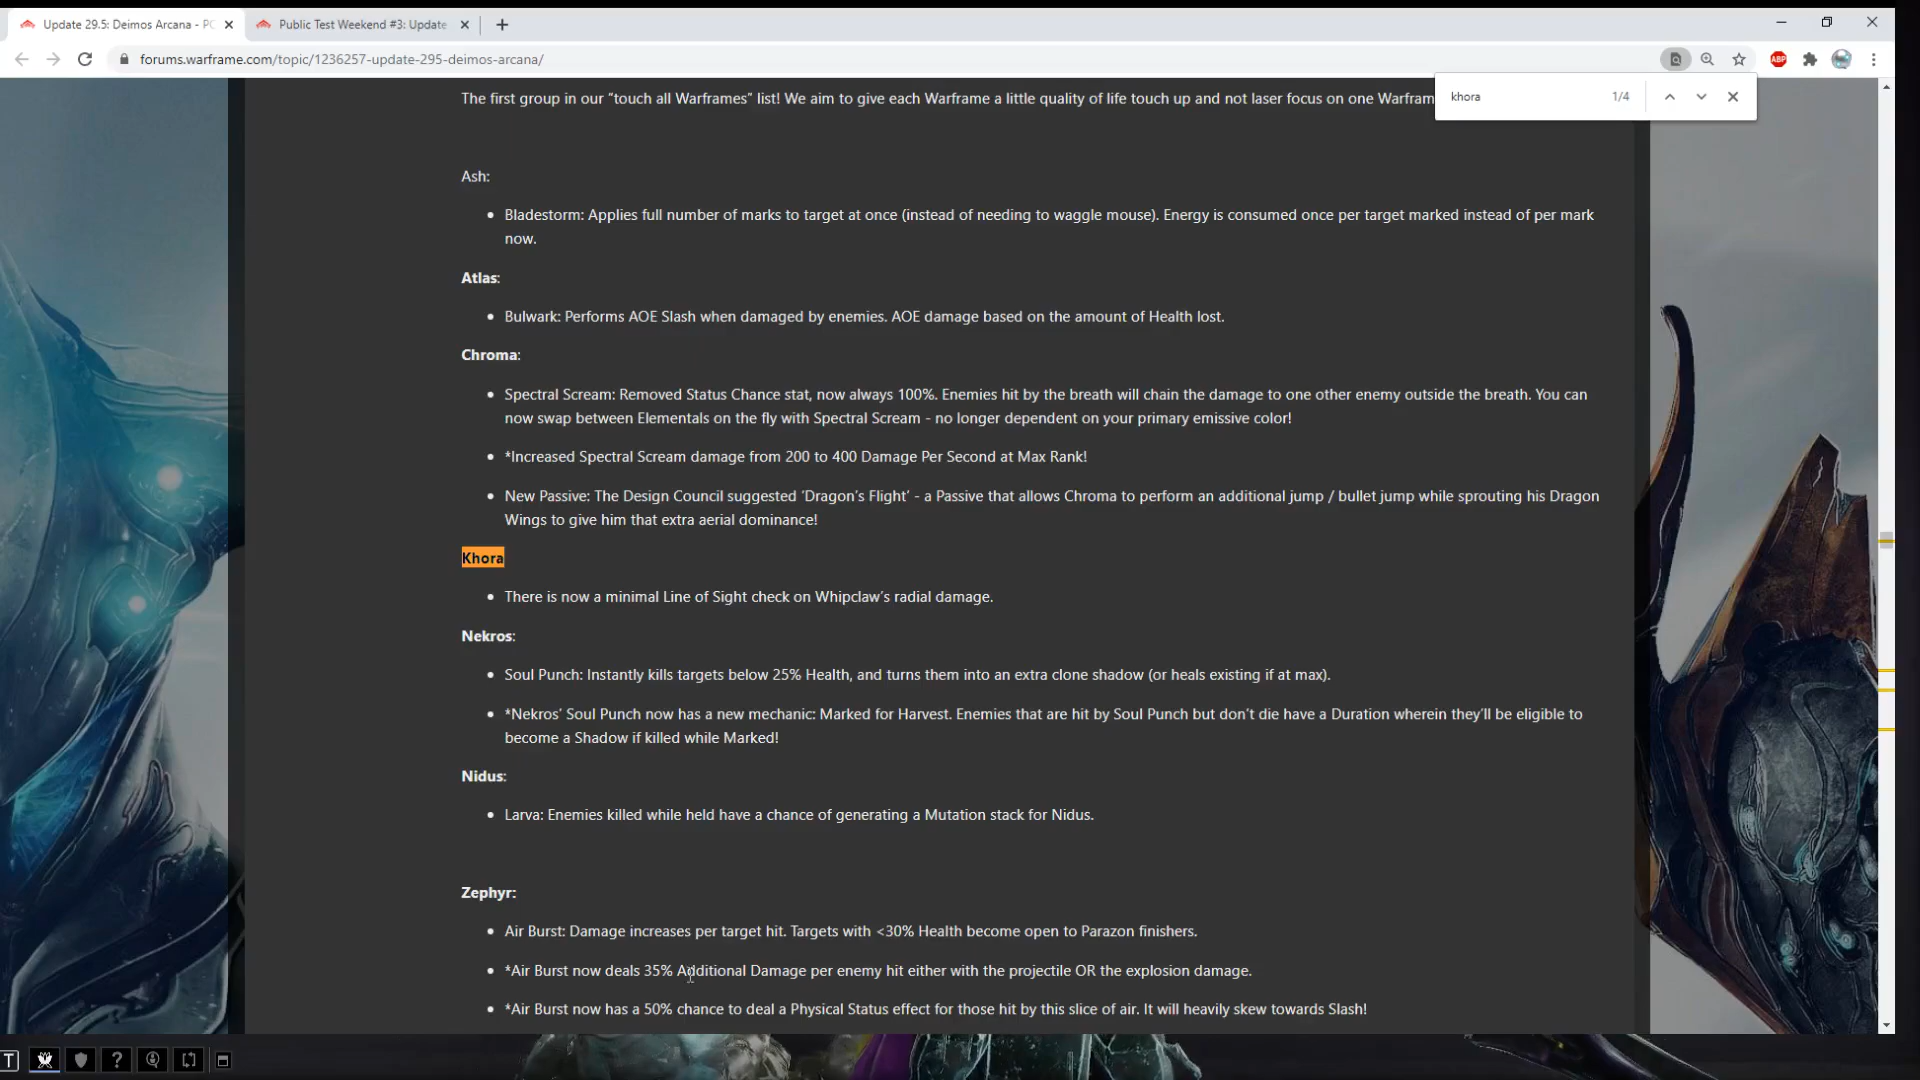 Update 29.5: Deimos Arcana - PC
Public Test Weekend #3: Update
forums.warframe.com/topic/1236257-update-295-deimos-arcana/
ABP
khora
1/4
The first group in our “touch all Warframes” list! We aim to give each Warframe a little quality of life touch up and not laser focus on one Warfram
Ash:
Bladestorm: Applies full number of marks to target at once (instead of needing to waggle mouse). Energy is consumed once per target marked instead of per mark
now.
Atlas:
Bulwark: Performs AOE Slash when damaged by enemies. AOE damage based on the amount of Health lost.
Chroma:
Spectral Scream: Removed Status Chance stat, now always 100%. Enemies hit by the breath will chain the damage to one other enemy outside the breath. You can
now swap between Elementals on the fly with Spectral Scream - no longer dependent on your primary emissive color!
*Increased Spectral Scream damage from 200 to 400 Damage Per Second at Max Rank!
New Passive: The Design Council suggested ‘Dragon’s Flight’ - a Passive that allows Chroma to perform an additional jump / bullet jump while sprouting his Dragon
Wings to give him that extra aerial dominance!
Khora
There is now a minimal Line of Sight check on Whipclaw’s radial damage.
Nekros:
Soul Punch: Instantly kills targets below 25% Health, and turns them into an extra clone shadow (or heals existing if at max).
*Nekros’ Soul Punch now has a new mechanic: Marked for Harvest. Enemies that are hit by Soul Punch but don’t die have a Duration wherein they’ll be eligible to
become a Shadow if killed while Marked!
Nidus:
Larva: Enemies killed while held have a chance of generating a Mutation stack for Nidus.
Zephyr:
Air Burst: Damage increases per target hit. Targets with <30% Health become open to Parazon finishers.
*Air Burst now deals 35% Additional Damage per enemy hit either with the projectile OR the explosion damage.
*Air Burst now has a 50% chance to deal a Physical Status effect for those hit by this slice of air. It will heavily skew towards Slash!
T
?